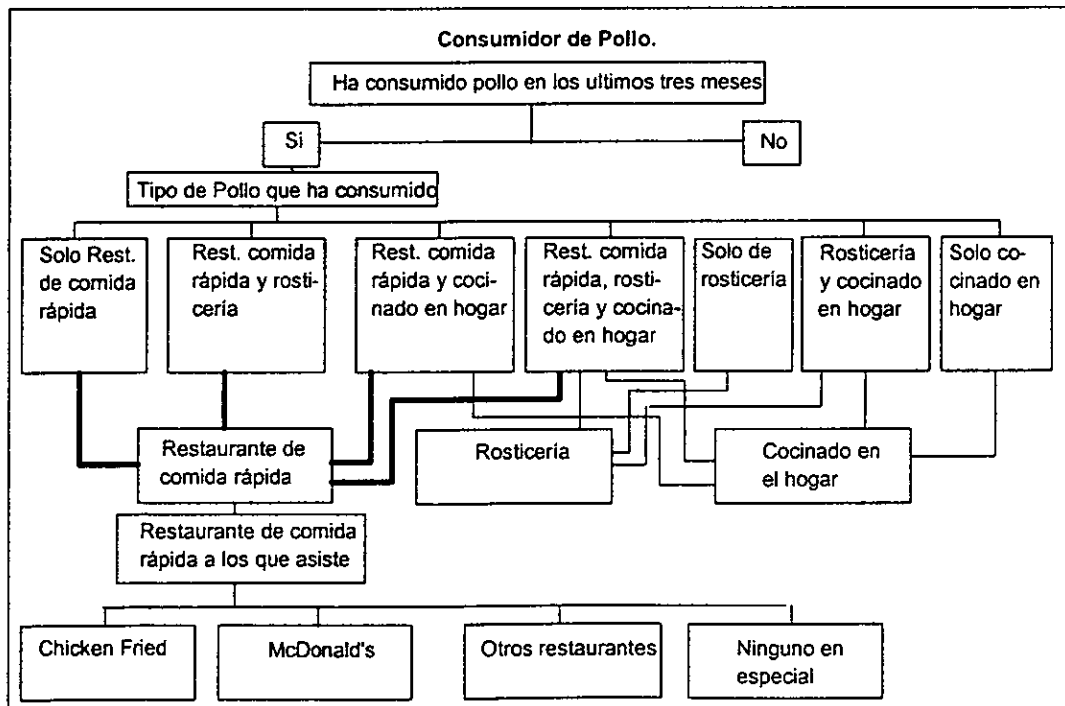 Consumidor de Pollo.
Ha consumido pollo en los ultimos tres meses
Si
No
Tipo de Pollo que ha consumido
Solo Rest.
de comida
rápida
Rest. comida
rápida y rosti-
cería
Rest. comida
rápida y coci-
nado en hogar
Rest. comida
rápida, rosti-
cería y cocina-
do en hogar
Solo de
rosticería
Rosticería
y cocinado
en hogar
Solo co-
cinado en
hogar
Restaurante de
comida rápida
Rosticería
Cocinado en
el hogar
Restaurante de comida
rápida a los que asiste
Chicken Fried
McDonald's
Otros restaurantes
Ninguno en
especial